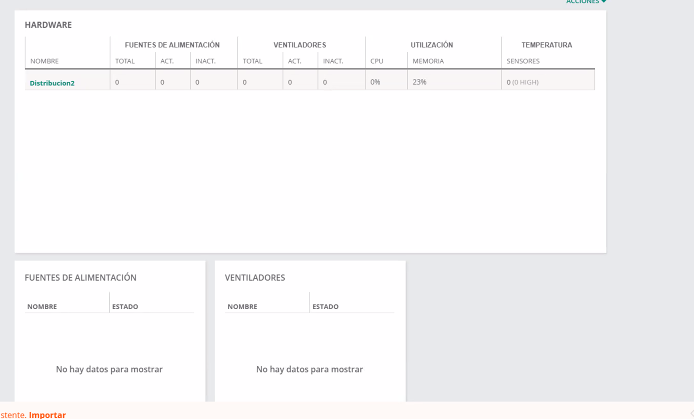 ACCIONES
HARDWARE
FUENTES DE ALIMENTACIÓN VENTILADORES UTILIZACIÓN TEMPERATURA
NOMBRE TOTAL ACT. INACT. TOTAL ACT. INACT. CPU MEMORIA SENSORES
Distribucion2 0 0 0 0 0 0 0% 23% 0 (0 HIGH)
FUENTES DE ALIMENTACIÓN VENTILADORES
NOMBRE ESTADO NOMBRE ESTADO
No hay datos para mostrar No hay datos para mostrar
stente. Importar